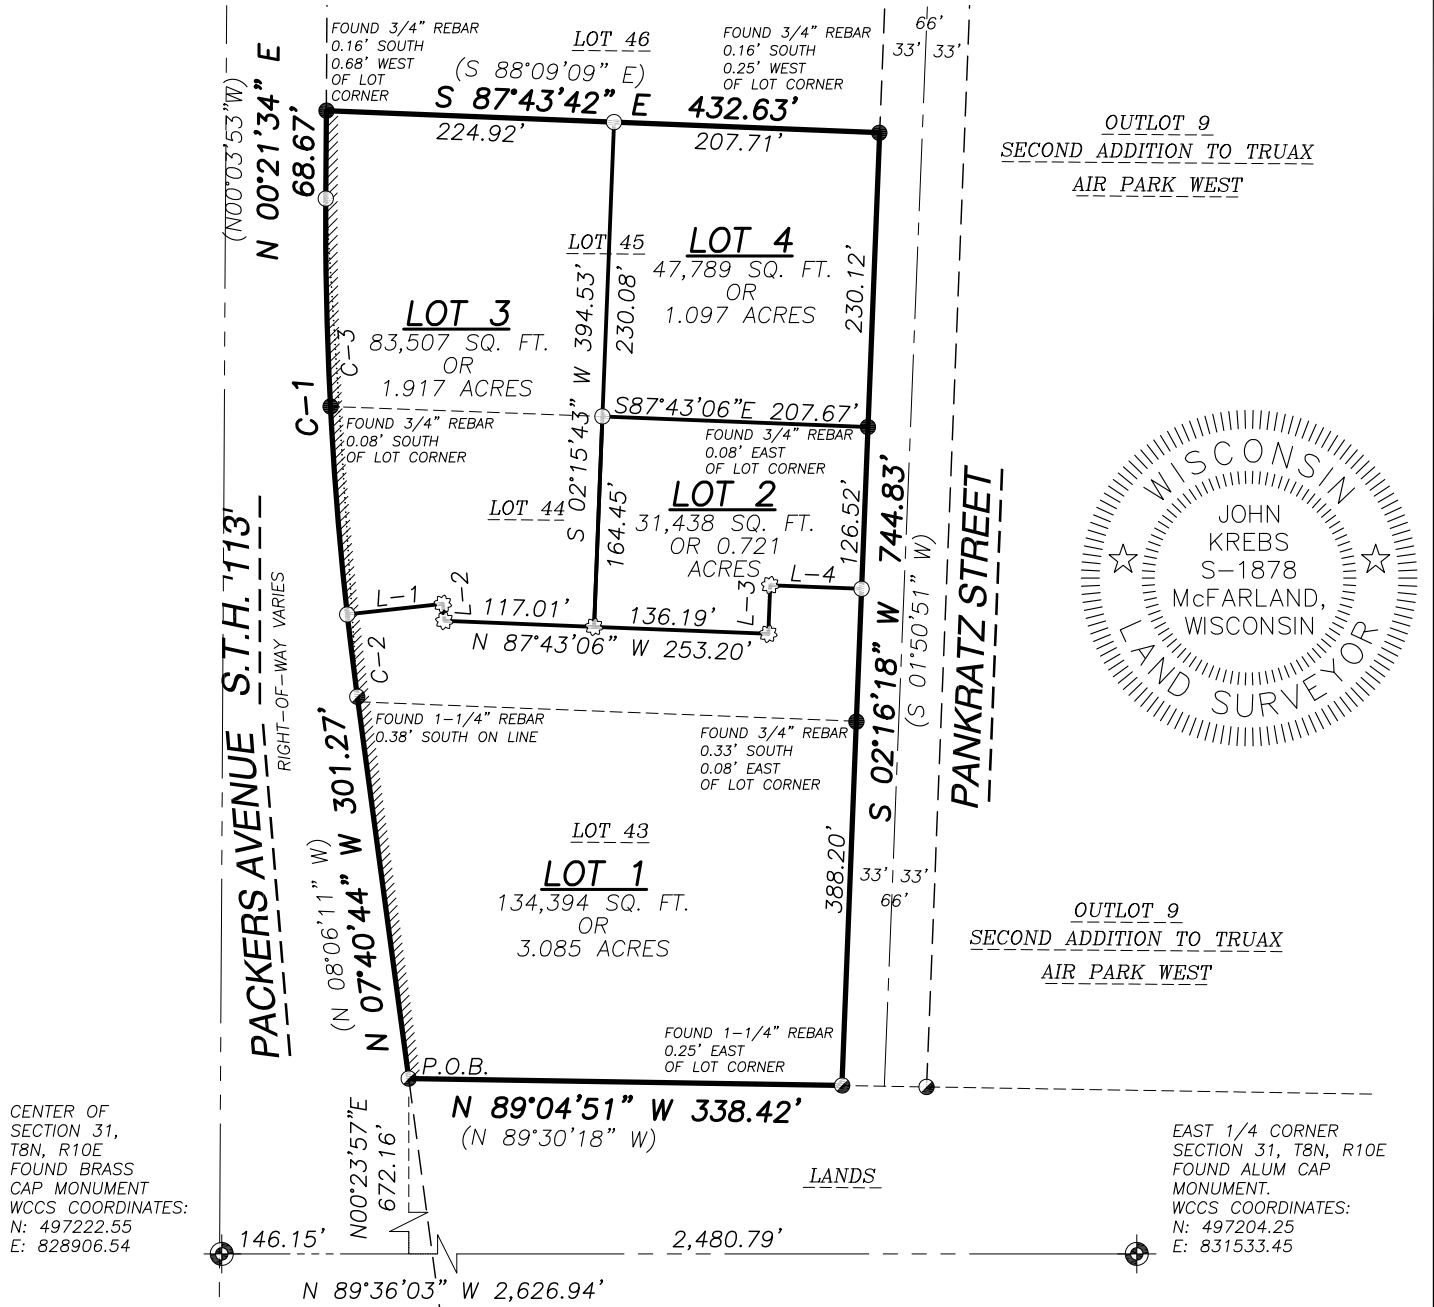 FOUND 3/4" REBAR
0.16' SOUTH
0.68' WEST
OF LOT
CORNER
LOT 46
(S 88°09'09" E)
S 87°43'42" E 432.63'
224.92'
207.71'
FOUND 3/4" REBAR
0.16' SOUTH
0.25' WEST
OF LOT CORNER
66'
33' 33'
OUTLOT 9
SECOND ADDITION TO TRUAX
AIR PARK WEST
(N00°03'53"W)
N 00°21'34" E
68.67'
LOT 45
LOT 4
47,789 SQ. FT.
OR
1.097 ACRES
230.12'
LOT 3
83,507 SQ. FT.
OR
1.917 ACRES
S 02°15'43" W 394.53'
230.08'
C-3
C-1
S87°43'06"E 207.67'
FOUND 3/4" REBAR
0.08' SOUTH
OF LOT CORNER
FOUND 3/4" REBAR
0.08' EAST
OF LOT CORNER
LOT 44
LOT 2
31,438 SQ. FT.
OR 0.721
ACRES
164.45'
126.52'
S 02°16'18" W 744.83'
(S 01°50'51" W)
PANKRATZ STREET
WISCONSIN
JOHN
KREBS
S-1878
McFARLAND,
WISCONSIN
LAND SURVEYOR
L-1
L-2
L-3
L-4
117.01'
136.19'
N 87°43'06" W 253.20'
C-2
PACKERS AVENUE S.T.H. '113'
RIGHT-OF-WAY VARIES
FOUND 1-1/4" REBAR
0.38' SOUTH ON LINE
FOUND 3/4" REBAR
0.33' SOUTH
0.08' EAST
OF LOT CORNER
(N 08°06'11" W)
N 07°40'44" W 301.27'
LOT 43
LOT 1
134,394 SQ. FT.
OR
3.085 ACRES
388.20'
33' 33'
66'
OUTLOT 9
SECOND ADDITION TO TRUAX
AIR PARK WEST
FOUND 1-1/4" REBAR
0.25' EAST
OF LOT CORNER
P.O.B.
N 89°04'51" W 338.42'
(N 89°30'18" W)
N00°23'57"E
672.16'
LANDS
CENTER OF
SECTION 31,
T8N, R10E
FOUND BRASS
CAP MONUMENT
WCCS COORDINATES:
N: 497222.55
E: 828906.54
EAST 1/4 CORNER
SECTION 31, T8N, R10E
FOUND ALUM CAP
MONUMENT.
WCCS COORDINATES:
N: 497204.25
E: 831533.45
146.15'
2,480.79'
N 89°36'03" W 2,626.94'